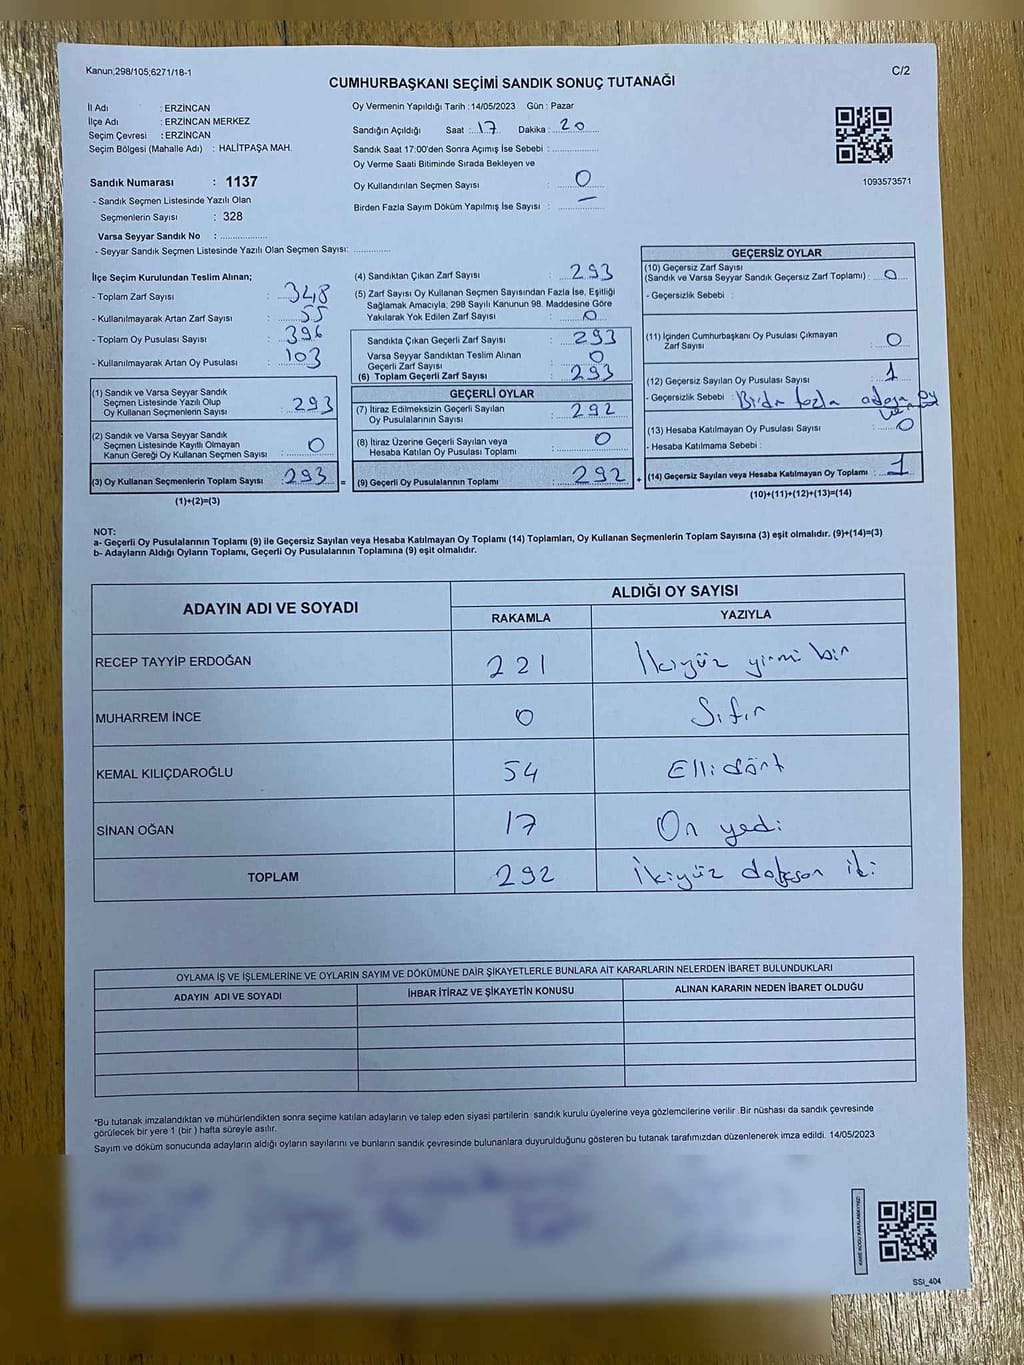 Kanun,298/105;6271/18-1
C/2
CUMHURBAŞKANI SEÇİMİ SANDIK SONUÇ TUTANAĞI
İl Adı : ERZİNCAN
İlçe Adı : ERZİNCAN MERKEZ
Seçim Çevresi : ERZİNCAN
Seçim Bölgesi (Mahalle Adı) : HALİTPAŞA MAH.
Sandık Numarası : 1137
- Sandık Seçmen Listesinde Yazılı Olan
Seçmenlerin Sayısı : 328
Varsa Seyyar Sandık No : ....................
- Seyyar Sandık Seçmen Listesinde Yazılı Olan Seçmen Sayısı: ................
Oy Vermenin Yapıldığı Tarih : 14/05/2023 Gün : Pazar
Sandığın Açıldığı Saat : 17 Dakika : 20
Sandık Saat 17:00'den Sonra Açımış İse Sebebi : ....................
Oy Verme Saati Bitiminde Sırada Bekleyen ve
Oy Kullandırılan Seçmen Sayısı : 0
Birden Fazla Sayım Döküm Yapılmış İse Sayısı : –
1093573571
İlçe Seçim Kurulundan Teslim Alınan;
- Toplam Zarf Sayısı : 348
- Kullanılmayarak Artan Zarf Sayısı : 55
- Toplam Oy Pusulası Sayısı : 396
- Kullanılmayarak Artan Oy Pusulası : 103
(1) Sandık ve Varsa Seyyar Sandık
Seçmen Listesinde Yazılı Olup
Oy Kullanan Seçmenlerin Sayısı : 293
(2) Sandık ve Varsa Seyyar Sandık
Seçmen Listesinde Kayıtlı Olmayan
Kanun Gereği Oy Kullanan Seçmen Sayısı : 0
(3) Oy Kullanan Seçmenlerin Toplam Sayısı : 293 =
(1)+(2)=(3)
(4) Sandıktan Çıkan Zarf Sayısı : 293
(5) Zarf Sayısı Oy Kullanan Seçmen Sayısından Fazla İse, Eşitliği
Sağlamak Amacıyla; 298 Sayılı Kanunun 98. Maddesine Göre
Yakılarak Yok Edilen Zarf Sayısı : 0
Sandıkta Çıkan Geçerli Zarf Sayısı : 293
Varsa Seyyar Sandıktan Teslim Alınan
Geçerli Zarf Sayısı : 0
(6) Toplam Geçerli Zarf Sayısı : 293
GEÇERLİ OYLAR
(7) İtiraz Edilmeksizin Geçerli Sayılan
Oy Pusulalarının Sayısı : 292
(8) İtiraz Üzerine Geçerli Sayılan veya
Hesaba Katılan Oy Pusulası Toplamı : 0
(9) Geçerli Oy Pusulalarının Toplamı : 292 +
GEÇERSİZ OYLAR
(10) Geçersiz Zarf Sayısı
(Sandık ve Varsa Seyyar Sandık Geçersiz Zarf Toplamı) : 0
- Geçersizlik Sebebi :
(11) İçinden Cumhurbaşkanı Oy Pusulası Çıkmayan
Zarf Sayısı : 0
(12) Geçersiz Sayılan Oy Pusulası Sayısı : 1
- Geçersizlik Sebebi : Birden fazla adaya oy
(13) Hesaba Katılmayan Oy Pusulası Sayısı : 0
- Hesaba Katılmama Sebebi :
(14) Geçersiz Sayılan veya Hesaba Katılmayan Oy Toplamı : 1
(10)+(11)+(12)+(13)=(14)
NOT:
a- Geçerli Oy Pusulalarının Toplamı (9) ile Geçersiz Sayılan veya Hesaba Katılmayan Oy Toplamı (14) Toplamları, Oy Kullanan Seçmenlerin Toplam Sayısına (3) eşit olmalıdır. (9)+(14)=(3)
b- Adayların Aldığı Oyların Toplamı, Geçerli Oy Pusulalarının Toplamına (9) eşit olmalıdır.
ADAYIN ADI VE SOYADI ALDIĞI OY SAYISI
RAKAMLA YAZIYLA
RECEP TAYYİP ERDOĞAN 221 İkiyüz yirmi bir
MUHARREM İNCE 0 Sıfır
KEMAL KILIÇDAROĞLU 54 Elli dört
SİNAN OĞAN 17 On yedi
TOPLAM 292 İkiyüz doksan iki
OYLAMA İŞ VE İŞLEMLERİNE VE OYLARIN SAYIM VE DÖKÜMÜNE DAİR ŞİKAYETLERLE BUNLARA AİT KARARLARIN NELERDEN İBARET BULUNDUKLARI
ADAYIN ADI VE SOYADI İHBAR İTİRAZ VE ŞİKAYETİN KONUSU ALINAN KARARIN NEDEN İBARET OLDUĞU
*Bu tutanak imzalandıktan ve mühürlendikten sonra seçime katılan adayların ve talep eden siyasi partilerin sandık kurulu üyelerine veya gözlemcilerine verilir .Bir nüshası da sandık çevresinde
görülecek bir yere 1 (bir ) hafta süreyle asılır.
Sayım ve döküm sonucunda adayların aldığı oyların sayılarını ve bunların sandık çevresinde bulunanlara duyurulduğunu gösteren bu tutanak tarafımızdan düzenlenerek imza edildi. 14/05/2023
KARE KODU KARALAMAYINIZ!
SSI_404